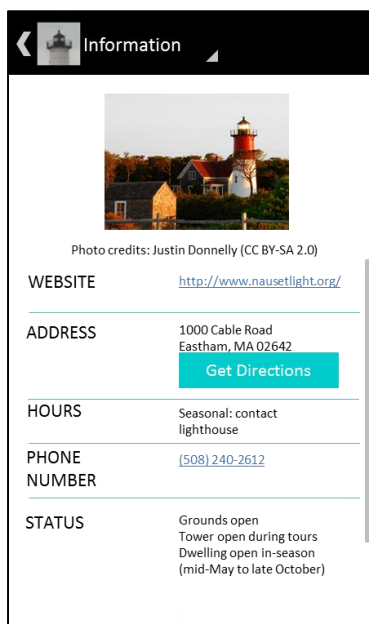 Information
Photo credits: Justin Donnelly (CC BY-SA 2.0)
WEBSITE
http://www.nausetlight.org/
ADDRESS
1000 Cable Road
Eastham, MA 02642
Get Directions
HOURS
Seasonal: contact
lighthouse
PHONE
NUMBER
(508) 240-2612
STATUS
Grounds open
Tower open during tours
Dwelling open in-season
(mid-May to late October)